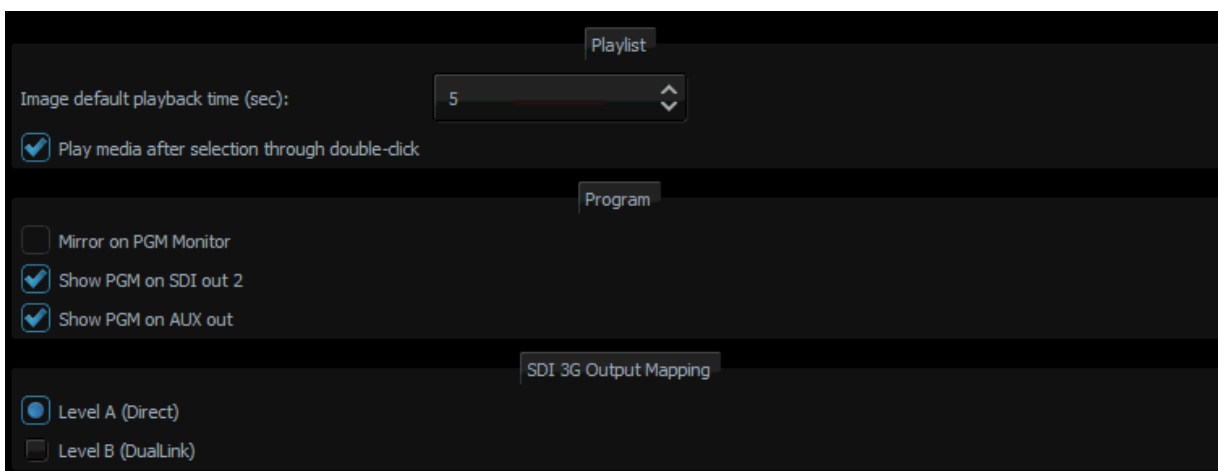 Playlist
Image default playback time (sec):
5
Play media after selection through double-click
Program
Mirror on PGM Monitor
Show PGM on SDI out 2
Show PGM on AUX out
SDI 3G Output Mapping
Level A (Direct)
Level B (DualLink)